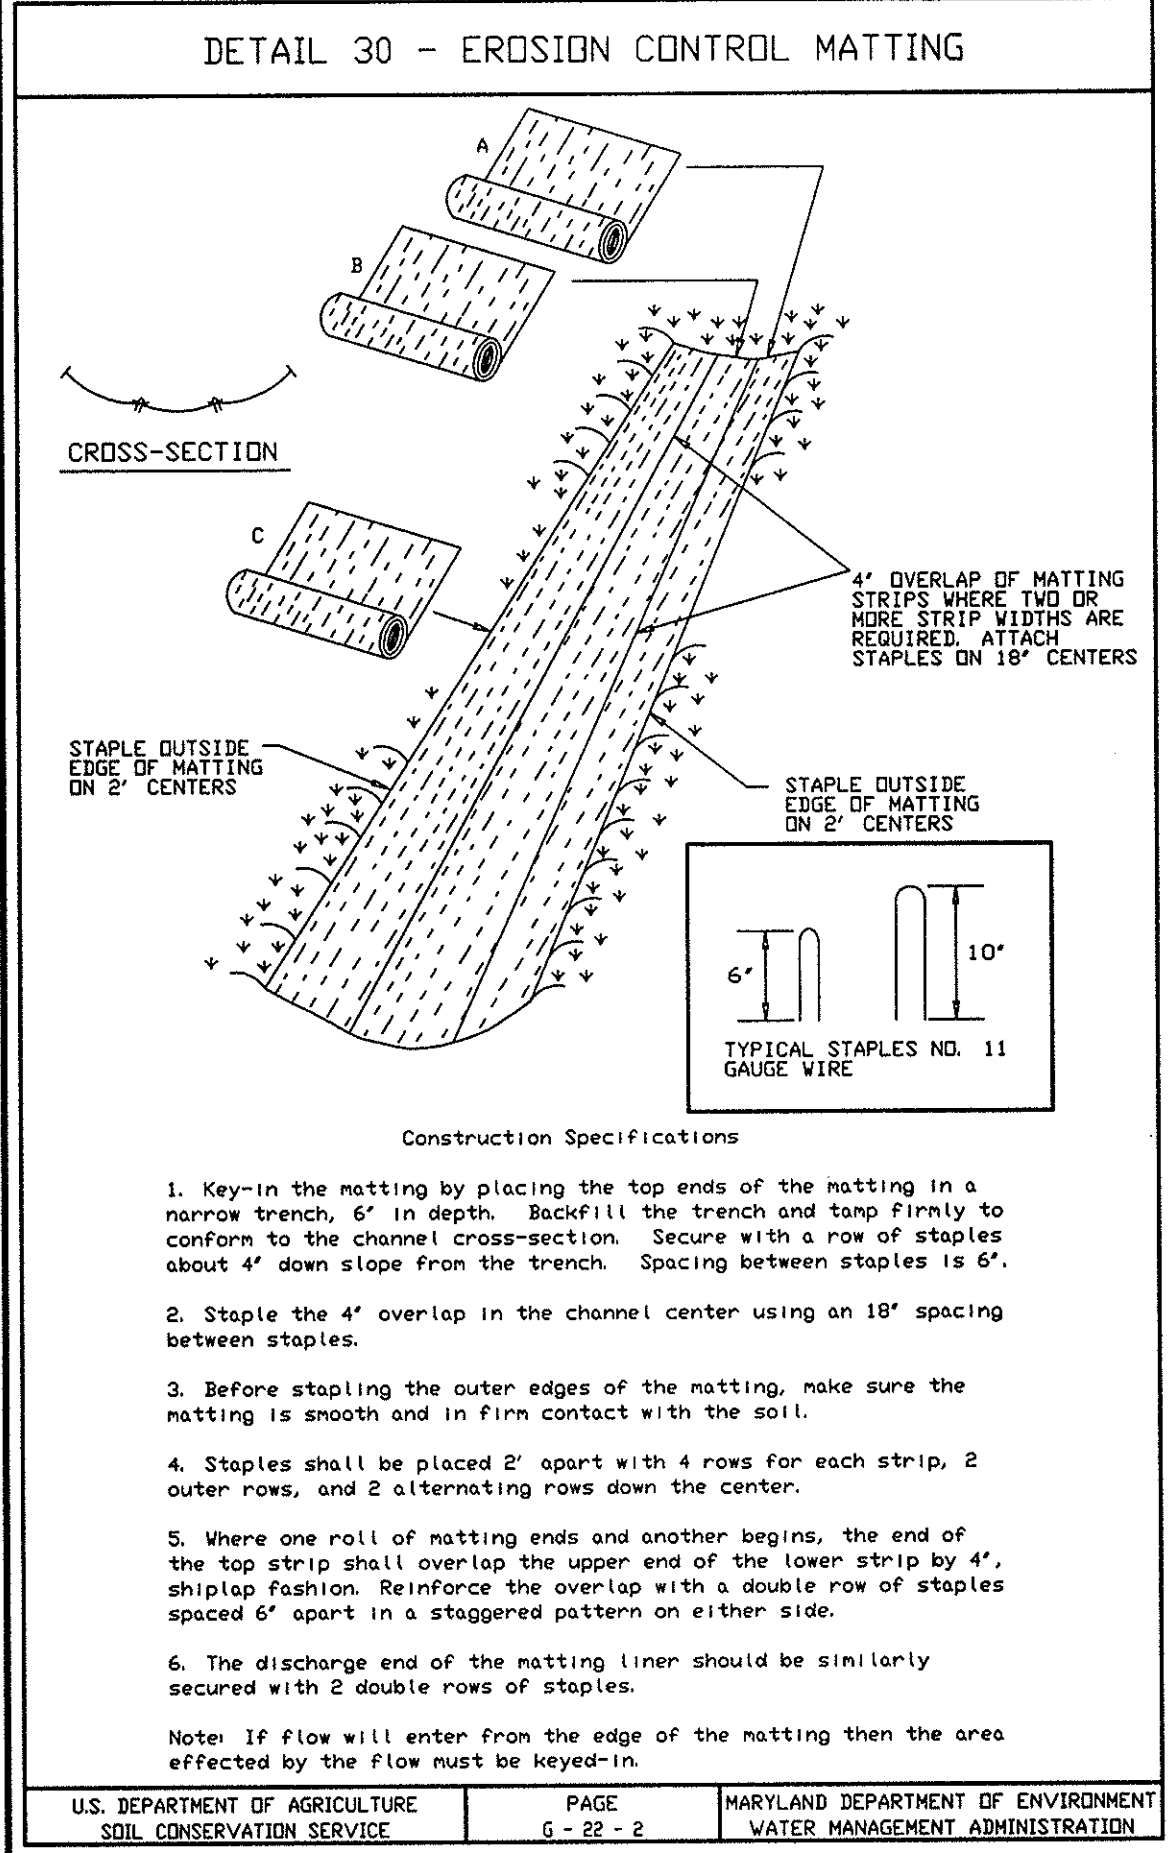 DETAIL 30 - EROSION CONTROL MATTING
A
B
CROSS-SECTION
C
4" OVERLAP OF MATTING
STRIPS WHERE TWO OR
MORE STRIP WIDTHS ARE
REQUIRED. ATTACH
STAPLES ON 18" CENTERS
STAPLE OUTSIDE
EDGE OF MATTING
ON 2' CENTERS
STAPLE OUTSIDE
EDGE OF MATTING
ON 2' CENTERS
6"
10"
TYPICAL STAPLES NO. 11
GAUGE WIRE
Construction Specifications
1. Key-in the matting by placing the top ends of the matting in a
narrow trench, 6" in depth. Backfill the trench and tamp firmly to
conform to the channel cross-section. Secure with a row of staples
about 4" down slope from the trench. Spacing between staples is 6".
2. Staple the 4" overlap in the channel center using an 18" spacing
between staples.
3. Before stapling the outer edges of the matting, make sure the
matting is smooth and in firm contact with the soil.
4. Staples shall be placed 2' apart with 4 rows for each strip, 2
outer rows, and 2 alternating rows down the center.
5. Where one roll of matting ends and another begins, the end of
the top strip shall overlap the upper end of the lower strip by 4",
shiplap fashion. Reinforce the overlap with a double row of staples
spaced 6" apart in a staggered pattern on either side.
6. The discharge end of the matting liner should be similarly
secured with 2 double rows of staples.
Note: If flow will enter from the edge of the matting then the area
effected by the flow must be keyed-in.
U.S. DEPARTMENT OF AGRICULTURE
SOIL CONSERVATION SERVICE
PAGE
G - 22 - 2
MARYLAND DEPARTMENT OF ENVIRONMENT
WATER MANAGEMENT ADMINISTRATION